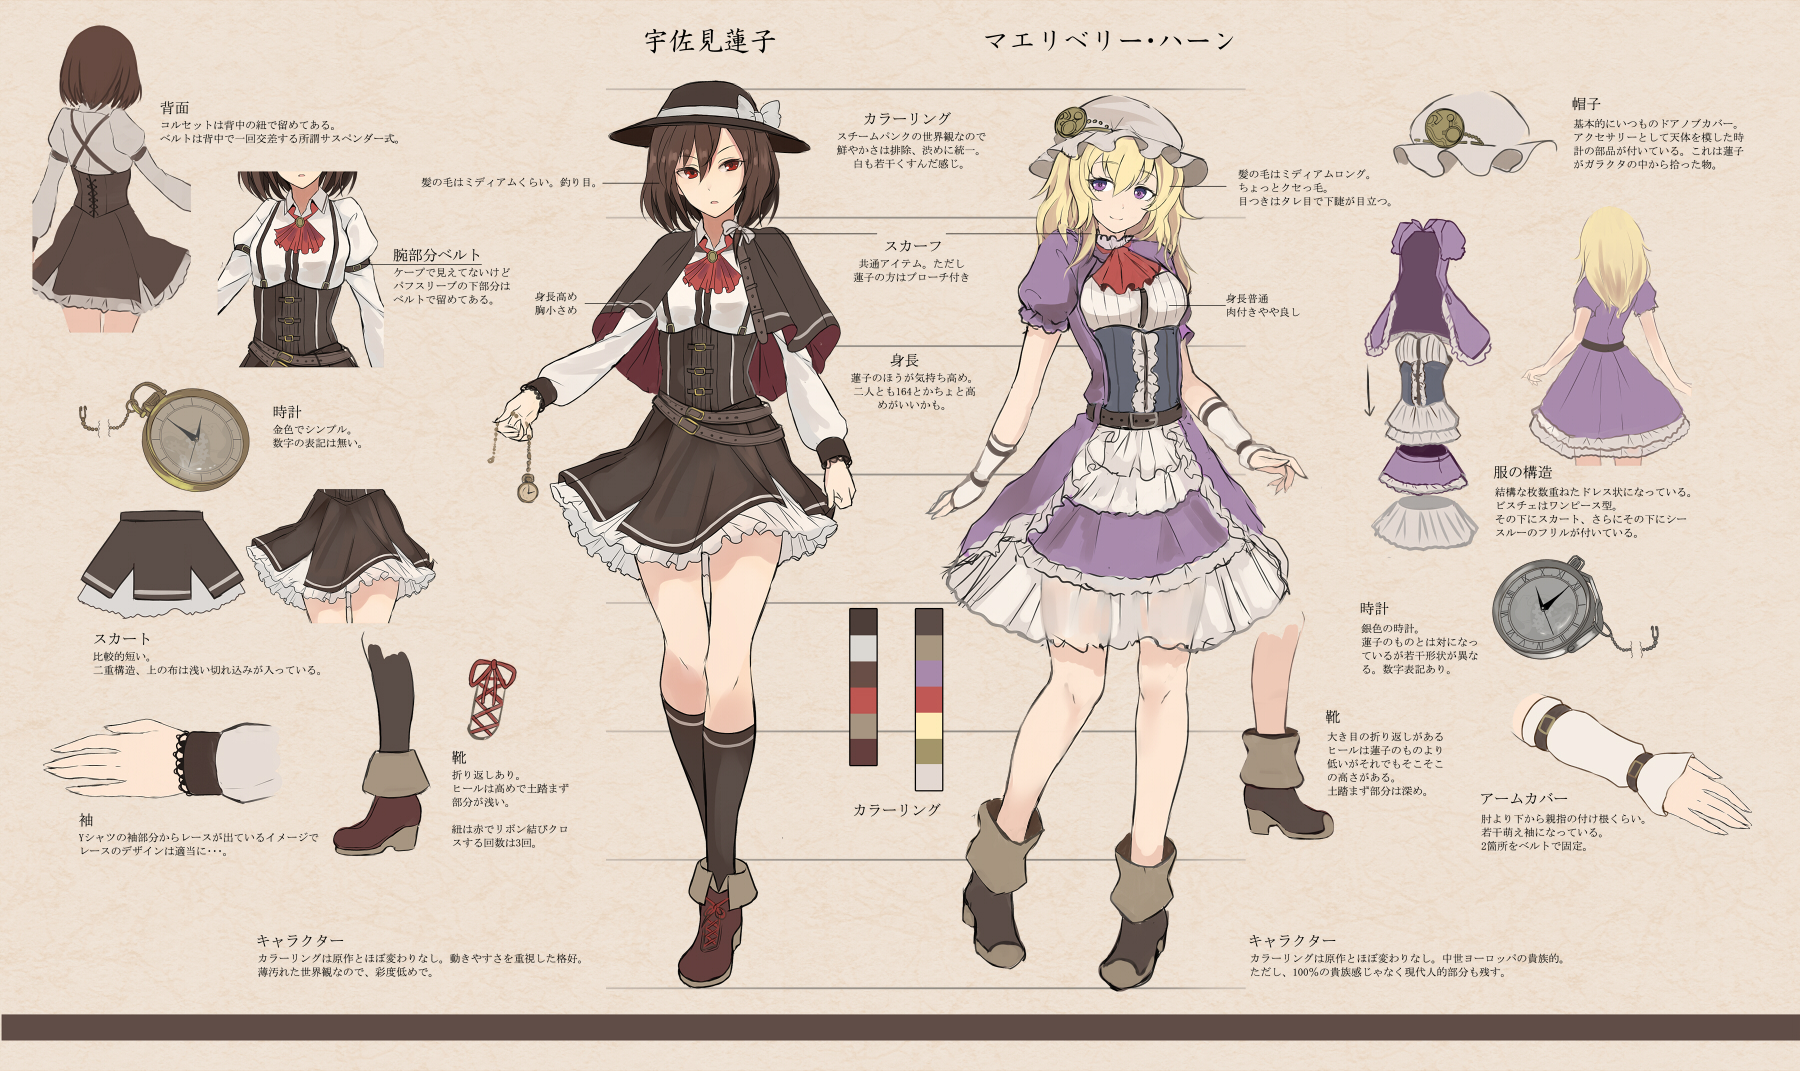 宇佐見蓮子
マエリベリー・ハーン
背面
コルセットは背中の紐で留めてある。
ベルトは背中で一回交差する所謂サスペンダー式。
髪の毛はミディアムくらい。釣り目。
腕部分ベルト
ケープで見えてないけど
パフスリーブの下部分は
ベルトで留めてある。
身長高め
胸小さめ
時計
金色でシンプル。
数字の表記は無い。
スカート
比較的短い。
二重構造、上の布は浅い切れ込みが入っている。
靴
折り返しあり。
ヒールは高めで土踏まず
部分が浅い。
紐は赤でリボン結びクロ
スする回数は3回。
袖
Yシャツの袖部分からレースが出ているイメージで
レースのデザインは適当に・・・。
キャラクター
カラーリングは原作とほぼ変わりなし。動きやすさを重視した格好。
薄汚れた世界観なので、彩度低めで。
カラーリング
スチームパンクの世界観なので
鮮やかさは排除、渋めに統一。
白も若干くすんだ感じ。
スカーフ
共通アイテム。ただし
蓮子の方はブローチ付き
身長
蓮子のほうが気持ち高め。
二人とも164とかちょと高
めがいいかも。
カラーリング
髪の毛はミディアムロング。
ちょっとクセっ毛。
目つきはタレ目で下睫が目立つ。
身長普通
肉付きやや良し
帽子
基本的にいつものドアノブカバー。
アクセサリーとして天体を模した時
計の部品が付いている。これは蓮子
がガラクタの中から拾った物。
服の構造
結構な枚数重ねたドレス状になっている。
ビスチェはワンピース型。
その下にスカート、さらにその下にシー
スルーのフリルが付いている。
時計
銀色の時計。
蓮子のものとは対になっ
ているが若干形状が異な
る。数字表記あり。
靴
大き目の折り返しがある
ヒールは蓮子のものより
低いがそれでもそこそこ
の高さがある。
土踏まず部分は深め。
アームカバー
肘より下から親指の付け根くらい。
若干萌え袖になっている。
2箇所をベルトで固定。
キャラクター
カラーリングは原作とほぼ変わりなし。中世ヨーロッパの貴族的。
ただし、100%の貴族感じゃなく現代人的部分も残す。